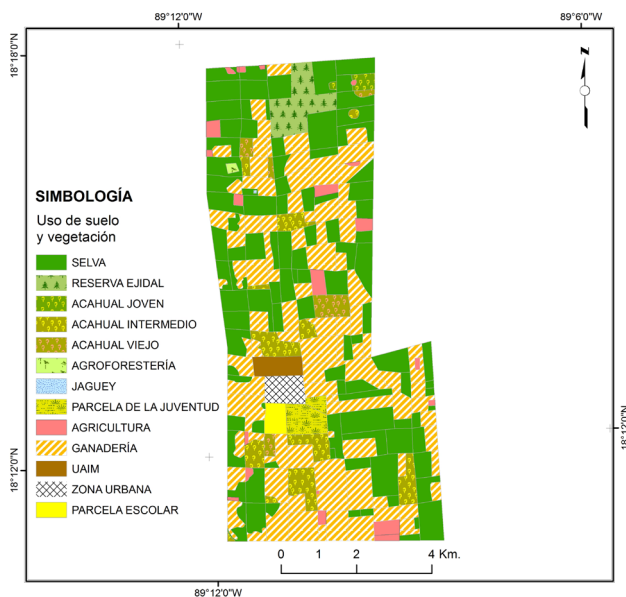 89°12'0"W
89°6'0"W
18°18'0"N
N
SIMBOLOGÍA
Uso de suelo
y vegetación
SELVA
RESERVA EJIDAL
ACAHUAL JOVEN
ACAHUAL INTERMEDIO
ACAHUAL VIEJO
AGROFORESTERÍA
JAGUEY
PARCELA DE LA JUVENTUD
AGRICULTURA
GANADERÍA
UAIM
ZONA URBANA
PARCELA ESCOLAR
18°12'0"N
18°12'0"N
0 1 2 4 Km.
89°12'0"W